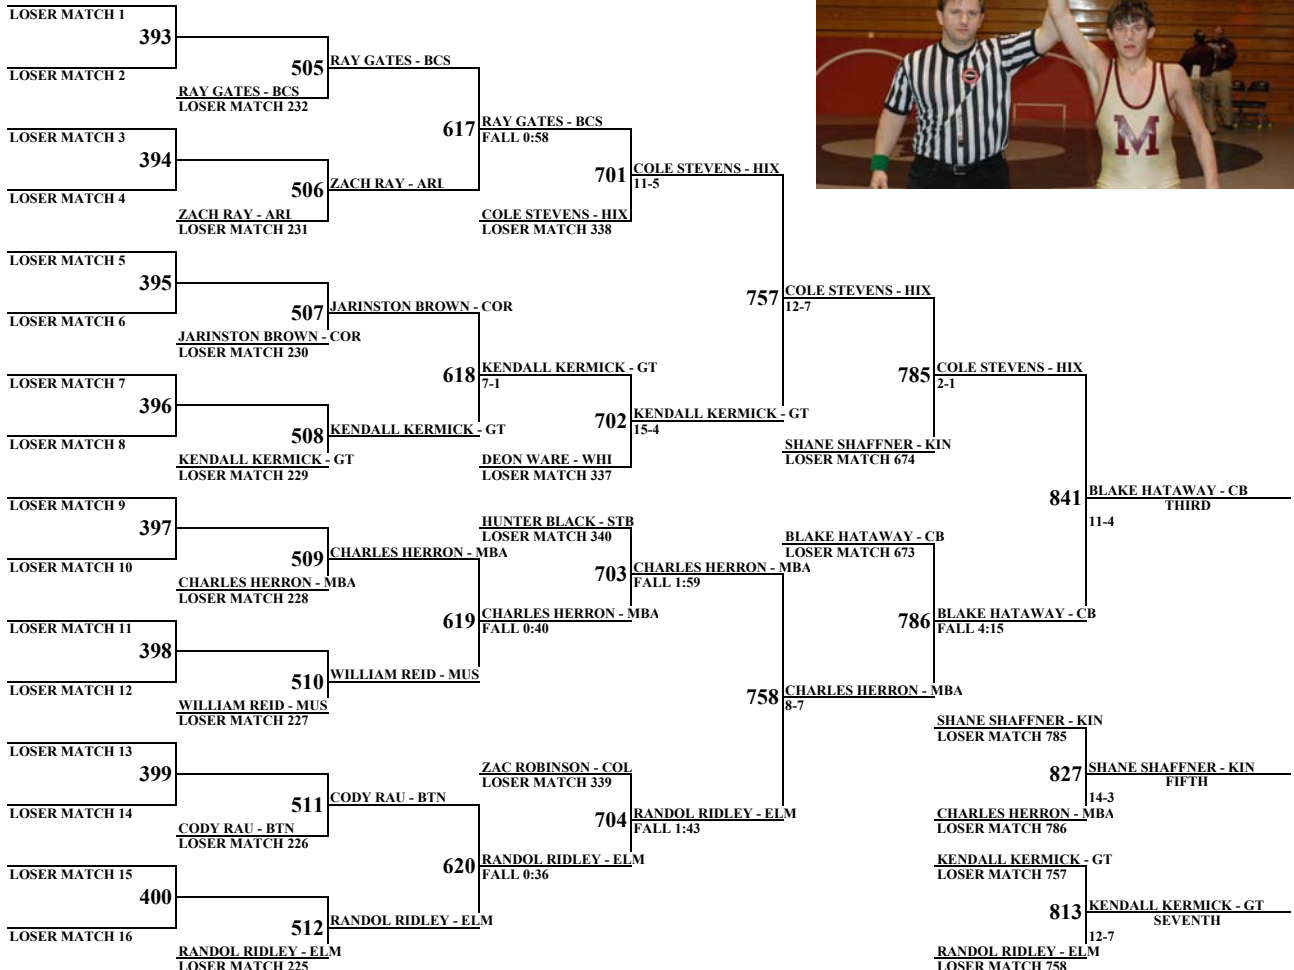 LOSER MATCH 1
393
LOSER MATCH 2
505
RAY GATES - BCS
RAY GATES - BCS
LOSER MATCH 232
LOSER MATCH 3
394
LOSER MATCH 4
506
ZACH RAY - ARL
ZACH RAY - ARL
LOSER MATCH 231
617
RAY GATES - BCS
FALL 0:58
701
COLE STEVENS - HIX
11-5
COLE STEVENS - HIX
LOSER MATCH 338
M
LOSER MATCH 5
395
LOSER MATCH 6
507
JARINSTON BROWN - COR
JARINSTON BROWN - COR
LOSER MATCH 230
LOSER MATCH 7
396
LOSER MATCH 8
508
KENDALL KERMICK - GT
KENDALL KERMICK - GT
LOSER MATCH 229
618
KENDALL KERMICK - GT
7-1
702
KENDALL KERMICK - GT
15-4
DEON WARE - WHI
LOSER MATCH 337
757
COLE STEVENS - HIX
12-7
785
COLE STEVENS - HIX
2-1
SHANE SHAFFNER - KIN
LOSER MATCH 674
841
BLAKE HATAWAY - CB
THIRD
11-4
LOSER MATCH 9
397
LOSER MATCH 10
509
CHARLES HERRON - MBA
CHARLES HERRON - MBA
LOSER MATCH 228
LOSER MATCH 11
398
LOSER MATCH 12
510
WILLIAM REID - MUS
WILLIAM REID - MUS
LOSER MATCH 227
HUNTER BLACK - STB
LOSER MATCH 340
703
CHARLES HERRON - MBA
FALL 1:59
619
CHARLES HERRON - MBA
FALL 0:40
BLAKE HATAWAY - CB
LOSER MATCH 673
786
BLAKE HATAWAY - CB
FALL 4:15
758
CHARLES HERRON - MBA
8-7
LOSER MATCH 13
399
LOSER MATCH 14
511
CODY RAU - BTN
CODY RAU - BTN
LOSER MATCH 226
LOSER MATCH 15
400
LOSER MATCH 16
512
RANDOL RIDLEY - ELM
RANDOL RIDLEY - ELM
LOSER MATCH 225
ZAC ROBINSON - COL
LOSER MATCH 339
704
RANDOL RIDLEY - ELM
FALL 1:43
620
RANDOL RIDLEY - ELM
FALL 0:36
SHANE SHAFFNER - KIN
LOSER MATCH 785
827
SHANE SHAFFNER - KIN
FIFTH
14-3
CHARLES HERRON - MBA
LOSER MATCH 786
KENDALL KERMICK - GT
LOSER MATCH 757
813
KENDALL KERMICK - GT
SEVENTH
12-7
RANDOL RIDLEY - ELM
LOSER MATCH 758